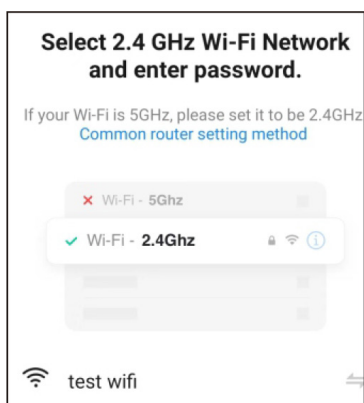 Select 2.4 GHz Wi-Fi Network
and enter password.
If your Wi-Fi is 5GHz, please set it to be 2.4GHz
Common router setting method
Wi-Fi - 5Ghz
Wi-Fi - 2.4Ghz
test wifi